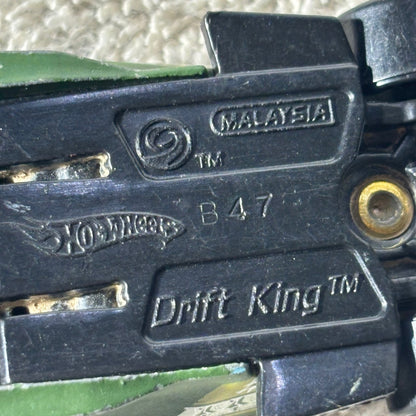 MALAYSIA
TM
HOT WHEELS
B47
Drift King™